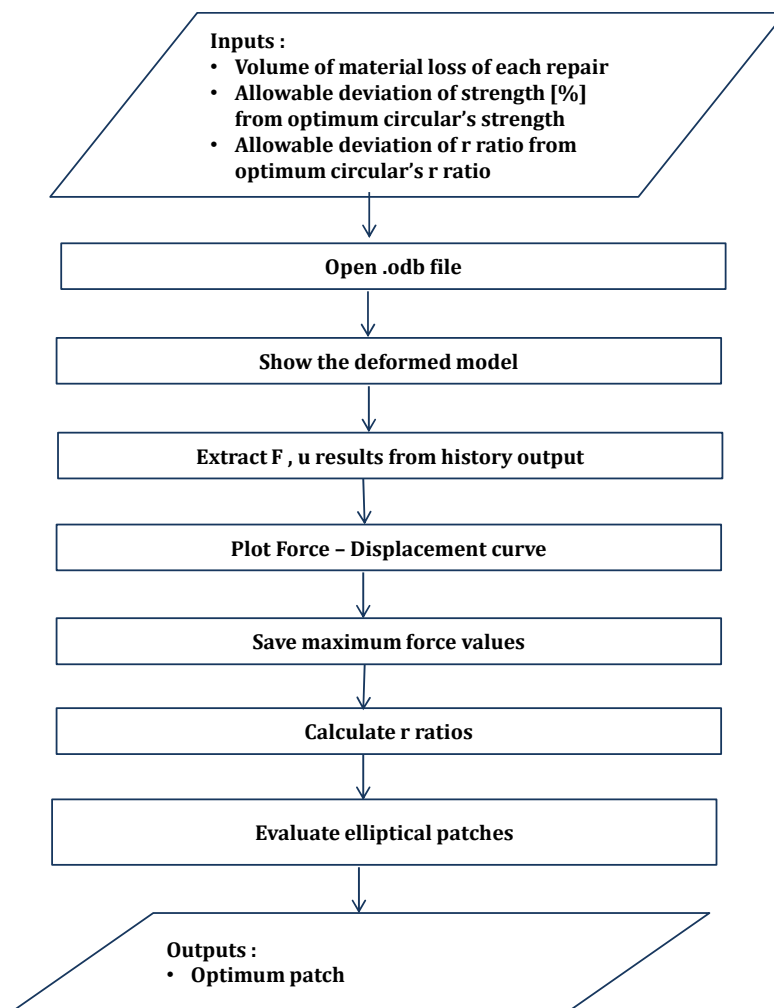 Inputs :
• Volume of material loss of each repair
• Allowable deviation of strength [%]
from optimum circular's strength
• Allowable deviation of r ratio from
optimum circular's r ratio
Open .odb file
Show the deformed model
Extract F , u results from history output
Plot Force – Displacement curve
Save maximum force values
Calculate r ratios
Evaluate elliptical patches
Outputs :
• Optimum patch